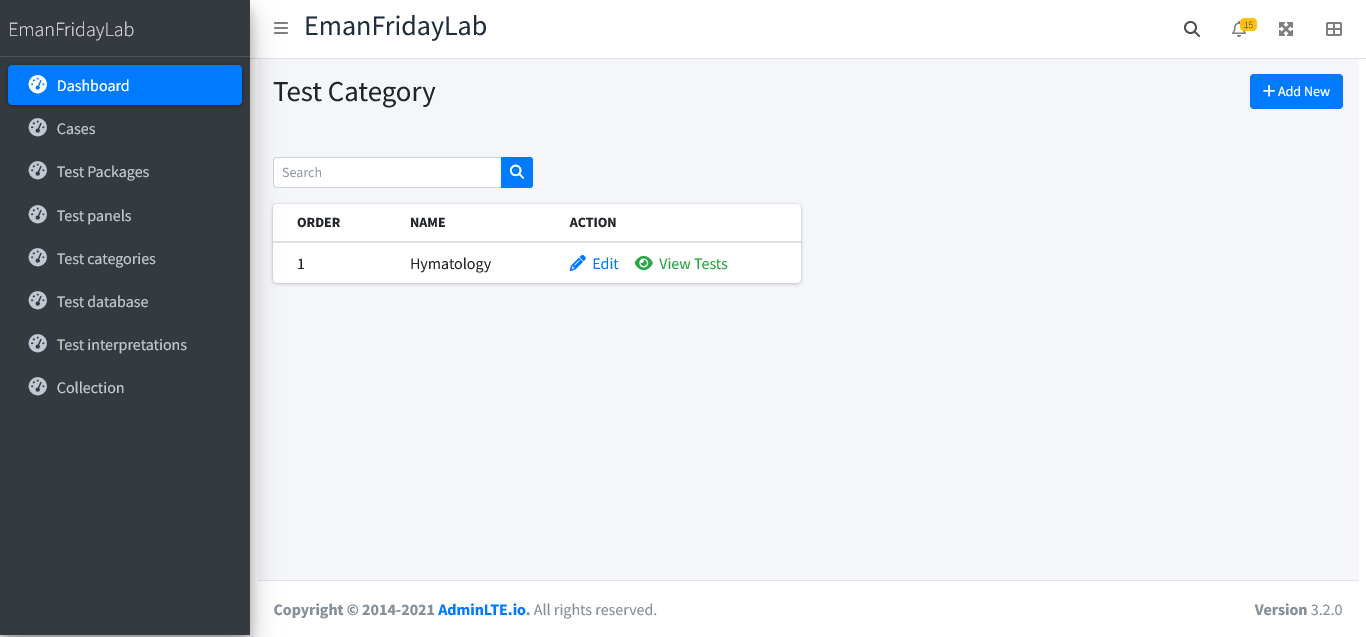 EmanFridayLab
Dashboard
Cases
Test Packages
Test panels
Test categories
Test database
Test interpretations
Collection
EmanFridayLab
15
Test Category
Add New
Search
ORDER NAME ACTION
1 Hymatology Edit View Tests
Copyright © 2014-2021 AdminLTE.io. All rights reserved.
Version 3.2.0